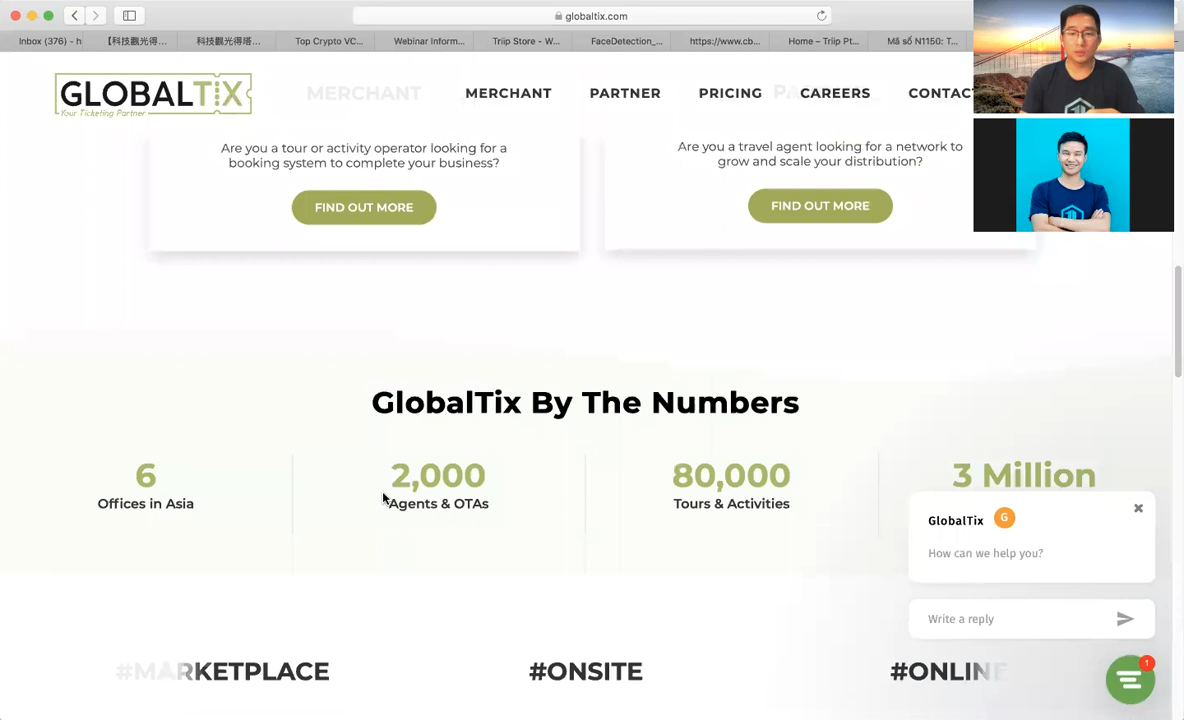 globaltix.com
Inbox (376) - h
【科技觀光得...
科技觀光得塔...
Top Crypto VC...
Webinar Inform...
Triip Store - W...
FaceDetection_...
https://www.cb...
Home – Triip Pt...
Mã số N1150: T...
GLOBALTIX
Your Ticketing Partner
MERCHANT
MERCHANT
PARTNER
PRICING
PA
CAREERS
CONTAC
Are you a tour or activity operator looking for a
booking system to complete your business?
FIND OUT MORE
Are you a travel agent looking for a network to
grow and scale your distribution?
FIND OUT MORE
GlobalTix By The Numbers
6
Offices in Asia
2,000
Agents & OTAs
80,000
Tours & Activities
3 Million
GlobalTix G
How can we help you?
Write a reply
1
#MARKETPLACE
#ONSITE
#ONLINE